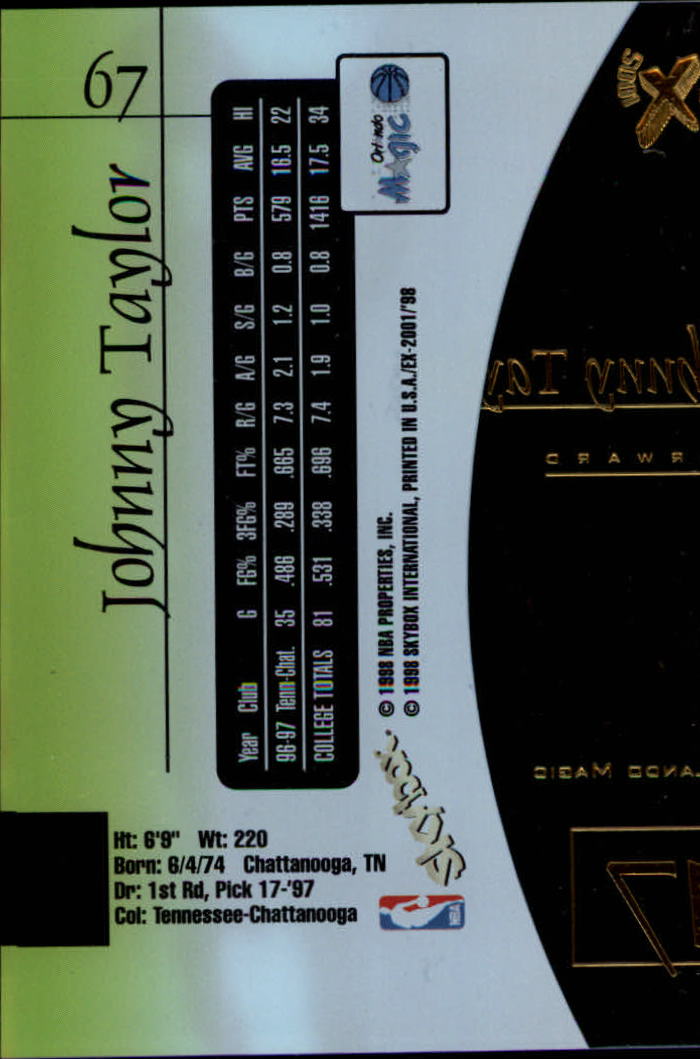 67
Johnny Taylor
Year Club G FG% 3FG% FT% R/G A/G S/G B/G PTS AVG HI
96-97 Tenn-Chat. 35 .486 .289 .665 7.3 2.1 1.2 0.8 579 16.5 22
COLLEGE TOTALS 81 .531 .338 .696 7.4 1.9 1.0 0.8 1416 17.5 34
Orlando
Magic
© 1998 NBA PROPERTIES, INC.
© 1998 SKYBOX INTERNATIONAL, PRINTED IN U.S.A./EX-2001/'98
SkyBox
NBA
Ht: 6'9" Wt: 220
Born: 6/4/74 Chattanooga, TN
Dr: 1st Rd, Pick 17-'97
Col: Tennessee-Chattanooga
X
2001